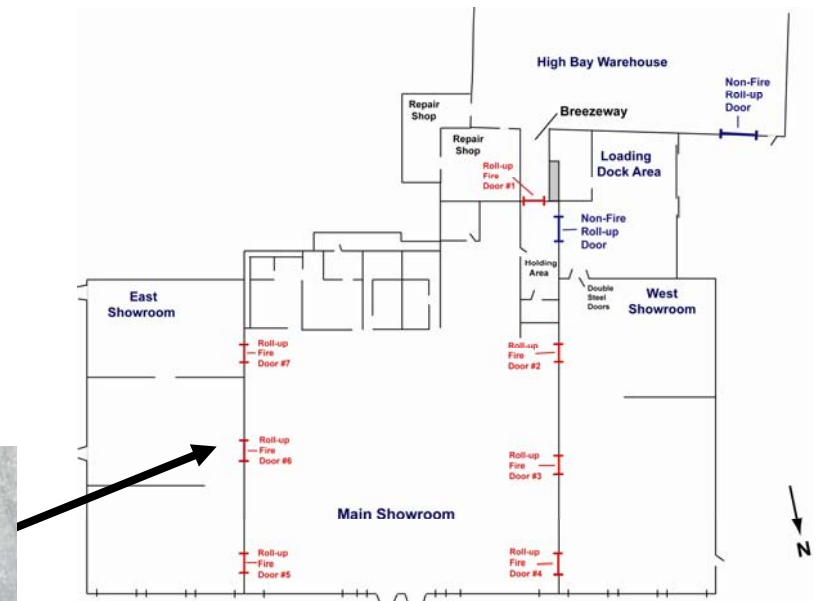 High Bay Warehouse
Non-Fire
Roll-up
Door
Repair
Shop
Breezeway
Repair
Shop
Roll-up
Fire
Door #1
Loading
Dock Area
Non-Fire
Roll-up
Door
Holding
Area
Double
Steel
Doors
East
Showroom
West
Showroom
Roll-up
Fire
Door #7
Roll-up
Fire
Door #2
Roll-up
Fire
Door #6
Roll-up
Fire
Door #3
Main Showroom
N
Roll-up
Fire
Door #5
Roll-up
Fire
Door #4